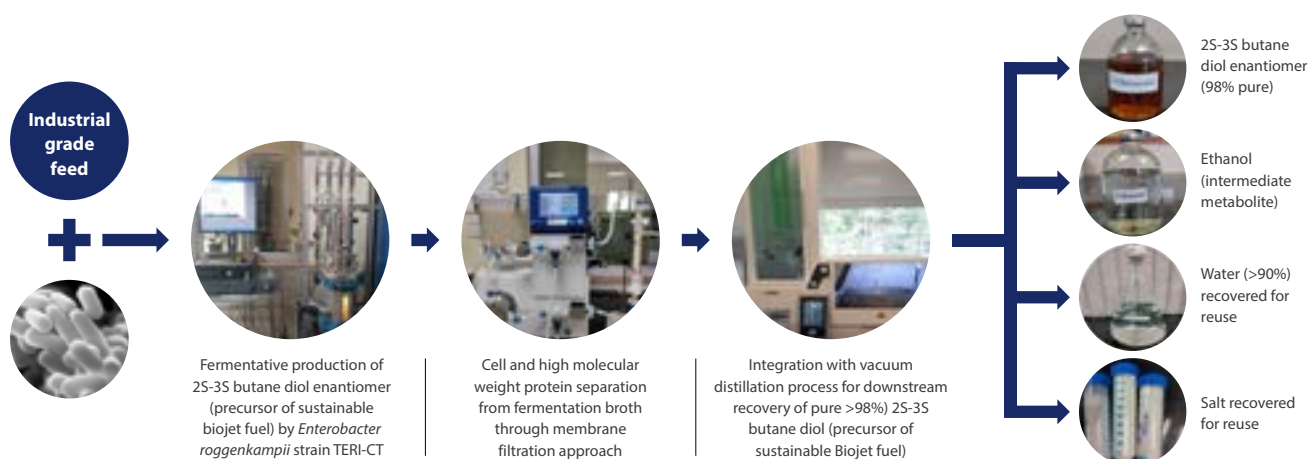 Industrial
grade
feed
Fermentative production of
2S-3S butane diol enantiomer
(precursor of sustainable
biojet fuel) by Enterobacter
roggenkampii strain TERI-CT
Cell and high molecular
weight protein separation
from fermentation broth
through membrane
filtration approach
Integration with vacuum
distillation process for downstream
recovery of pure >98%) 2S-3S
butane diol (precursor of
sustainable Biojet fuel)
2S-3S butane
diol enantiomer
(98% pure)
Ethanol
(intermediate
metabolite)
Water (>90%)
recovered for
reuse
Salt recovered
for reuse